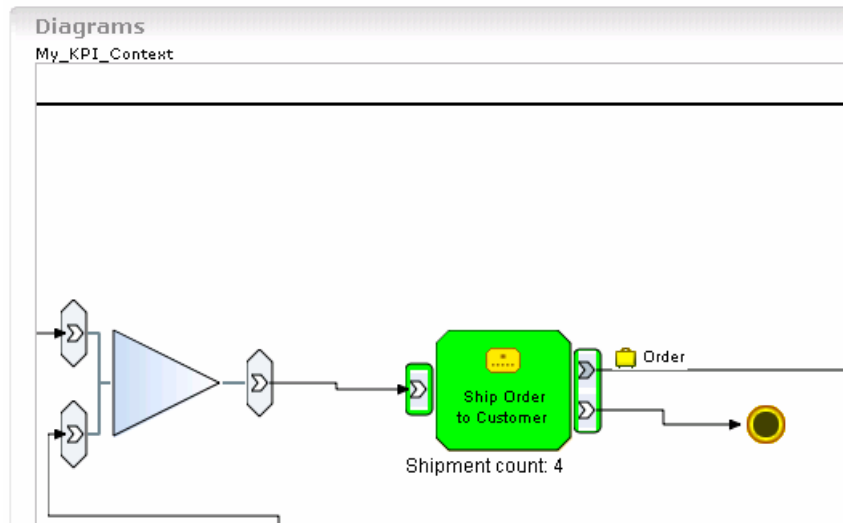 Diagrams
My_KPI_Context
Order
Ship Order
to Customer
Shipment count: 4